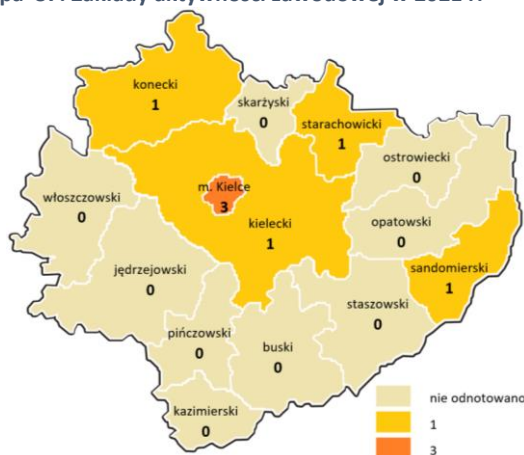 konecki
1
skarżyski
0
starachowicki
1
ostrowiecki
0
m. Kielce
3
włoszczowski
0
kielecki
1
opatowski
0
sandomierski
1
jędrzejowski
0
staszowski
0
pińczowski
0
buski
0
kazimierski
0
nie odnotowano
1
3